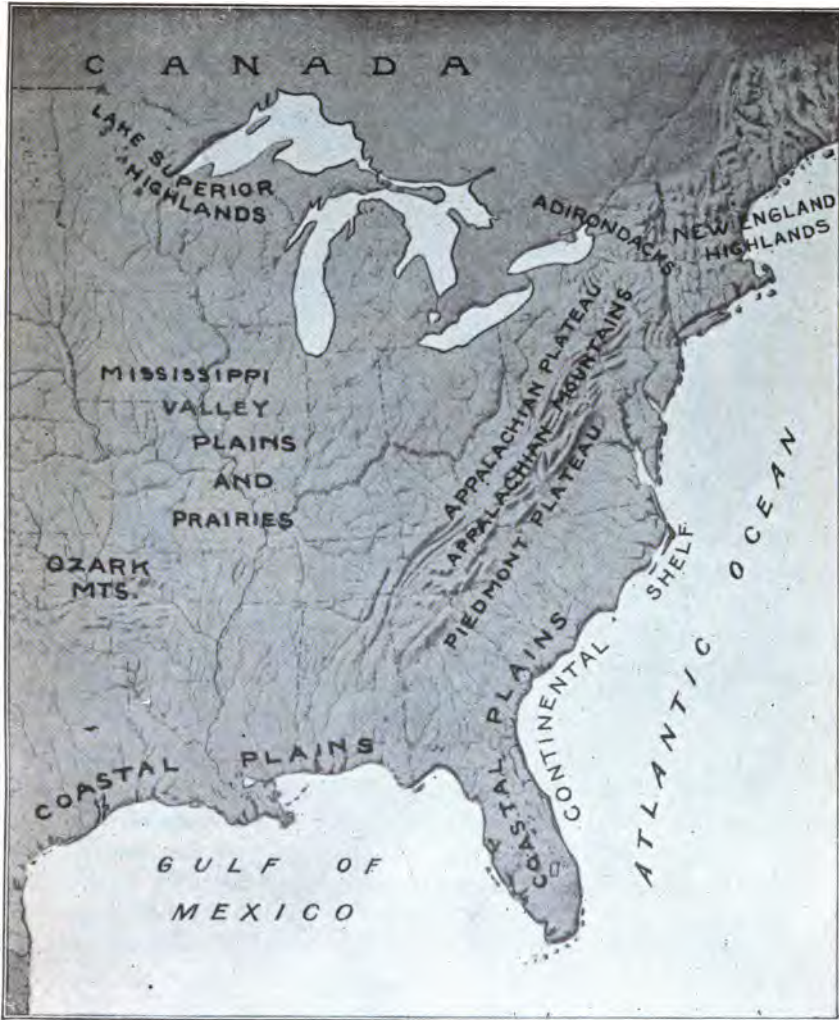 CANADA
LAKE SUPERIOR
HIGHLANDS
ADIRONDACKS
NEW ENGLAND
HIGHLANDS
MISSISSIPPI
VALLEY
PLAINS
AND
PRAIRIES
APPALACHIAN PLATEAU
APPALACHIAN MOUNTAINS
PIEDMONT PLATEAU
OZARK
MTS.
COASTAL PLAINS
COASTAL PLAINS
COASTAL
CONTINENTAL SHELF
ATLANTIC OCEAN
GULF OF
MEXICO